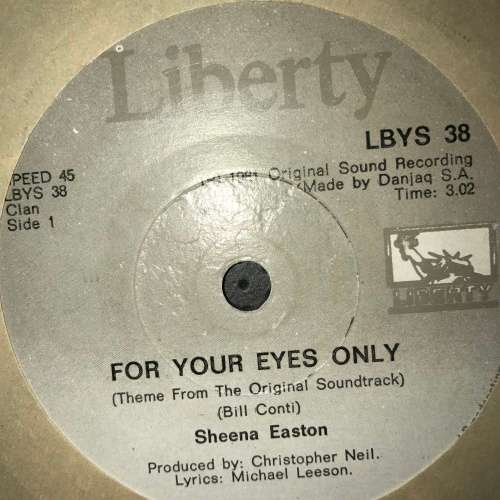 Liberty
LBYS 38
SPEED 45
LBYS 38
Clan
Side 1
1981 Original Sound Recording
Made by Danjaq S.A.
Time: 3.02
LIBERTY
FOR YOUR EYES ONLY
(Theme From The Original Soundtrack)
(Bill Conti)
Sheena Easton
Produced by: Christopher Neil.
Lyrics: Michael Leeson.